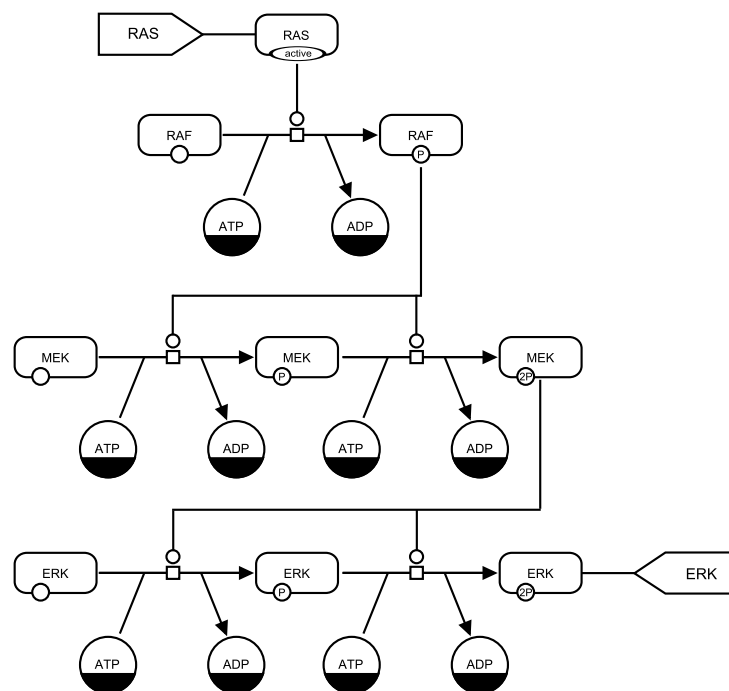 RAS
RAS
active
RAF
RAF
P
ATP
ADP
MEK
MEK
P
MEK
2P
ATP
ADP
ATP
ADP
ERK
ERK
P
ERK
2P
ERK
ATP
ADP
ATP
ADP